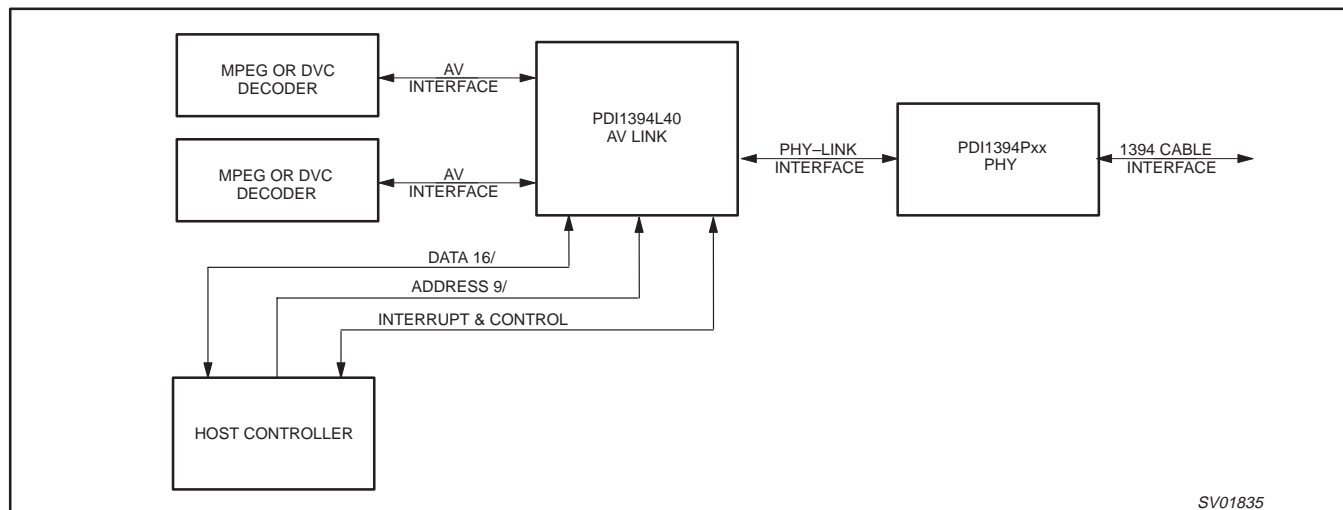 MPEG OR DVC
DECODER
AV
INTERFACE
PDI1394L40
AV LINK
PHY–LINK
INTERFACE
PDI1394Pxx
PHY
1394 CABLE
INTERFACE
MPEG OR DVC
DECODER
AV
INTERFACE
DATA 16/
ADDRESS 9/
INTERRUPT & CONTROL
HOST CONTROLLER
SV01835